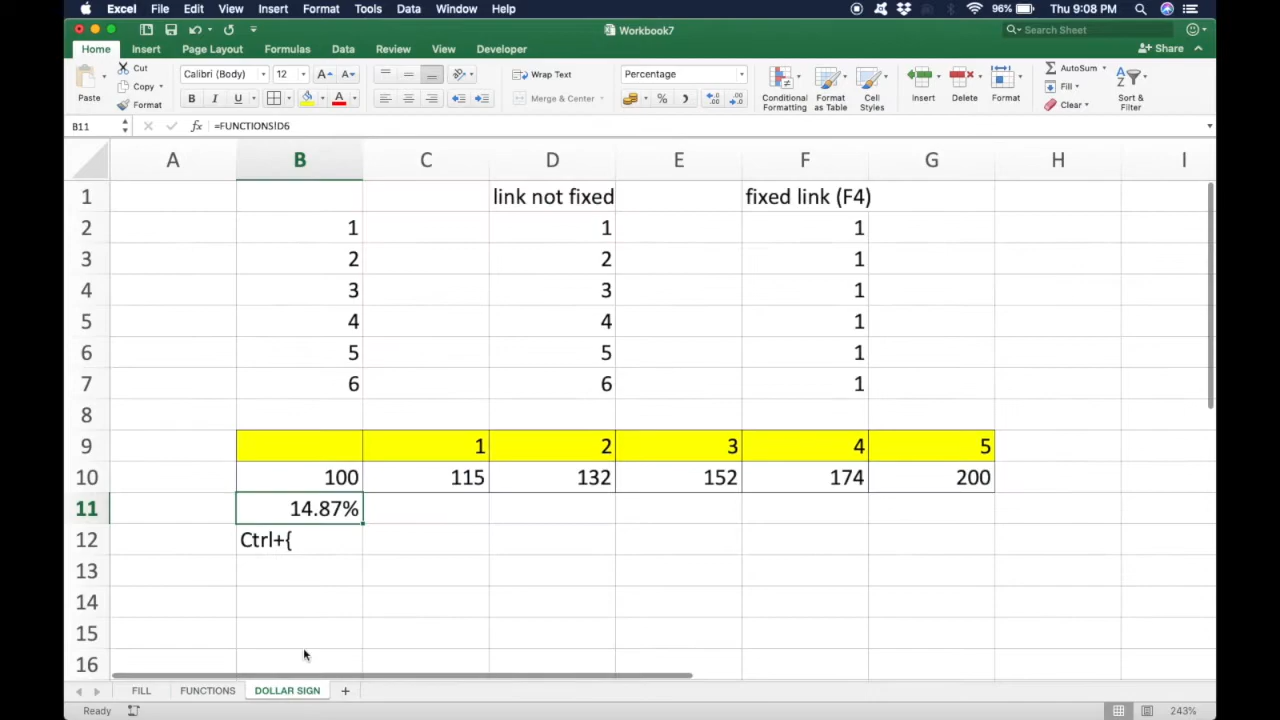 Excel File Edit View Insert Format Tools Data Window Help 96% Thu 9:08 PM
Workbook7 Search Sheet
Home Insert Page Layout Formulas Data Review View Developer Share
Paste Cut Copy Format
Calibri (Body) 12 A A
B I U A
Wrap Text
Merge & Center
Percentage
%
Conditional Formatting
Format as Table
Cell Styles
Insert Delete Format
AutoSum
Fill
Clear
Sort & Filter
B11 fx =FUNCTIONS!D6
A B C D E F G H I
1 link not fixed fixed link (F4)
2 1 1 1
3 2 2 1
4 3 3 1
5 4 4 1
6 5 5 1
7 6 6 1
8
9 1 2 3 4 5
10 100 115 132 152 174 200
11 14.87%
12 Ctrl+{
13
14
15
16
FILL FUNCTIONS DOLLAR SIGN +
Ready 243%